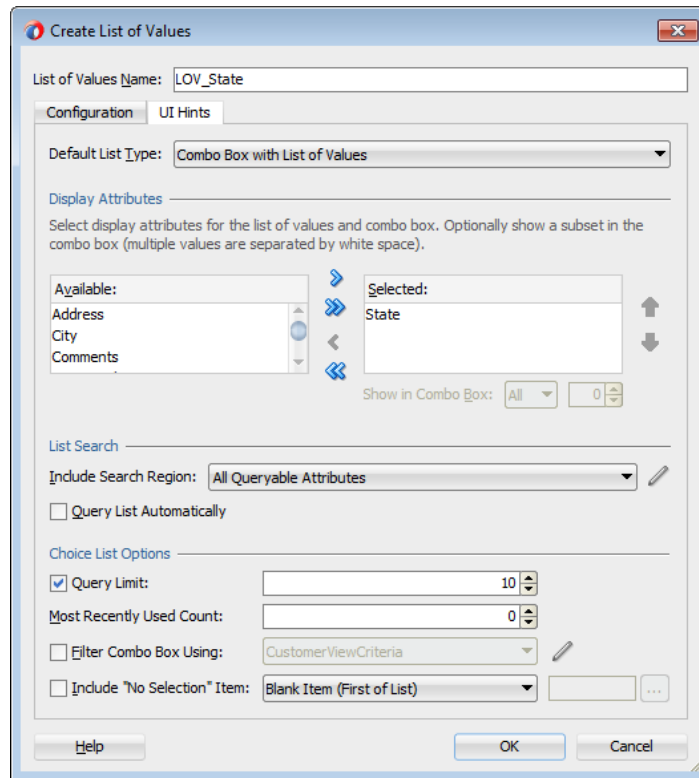 Create List of Values
List of Values Name: LOV_State
Configuration UI Hints
Default List Type: Combo Box with List of Values
Display Attributes
Select display attributes for the list of values and combo box. Optionally show a subset in the
combo box (multiple values are separated by white space).
Available: Selected:
Address State
City
Comments
Show in Combo Box: All 0
List Search
Include Search Region: All Queryable Attributes
Query List Automatically
Choice List Options
Query Limit: 10
Most Recently Used Count: 0
Filter Combo Box Using: CustomerViewCriteria
Include "No Selection" Item: Blank Item (First of List) ...
Help OK Cancel